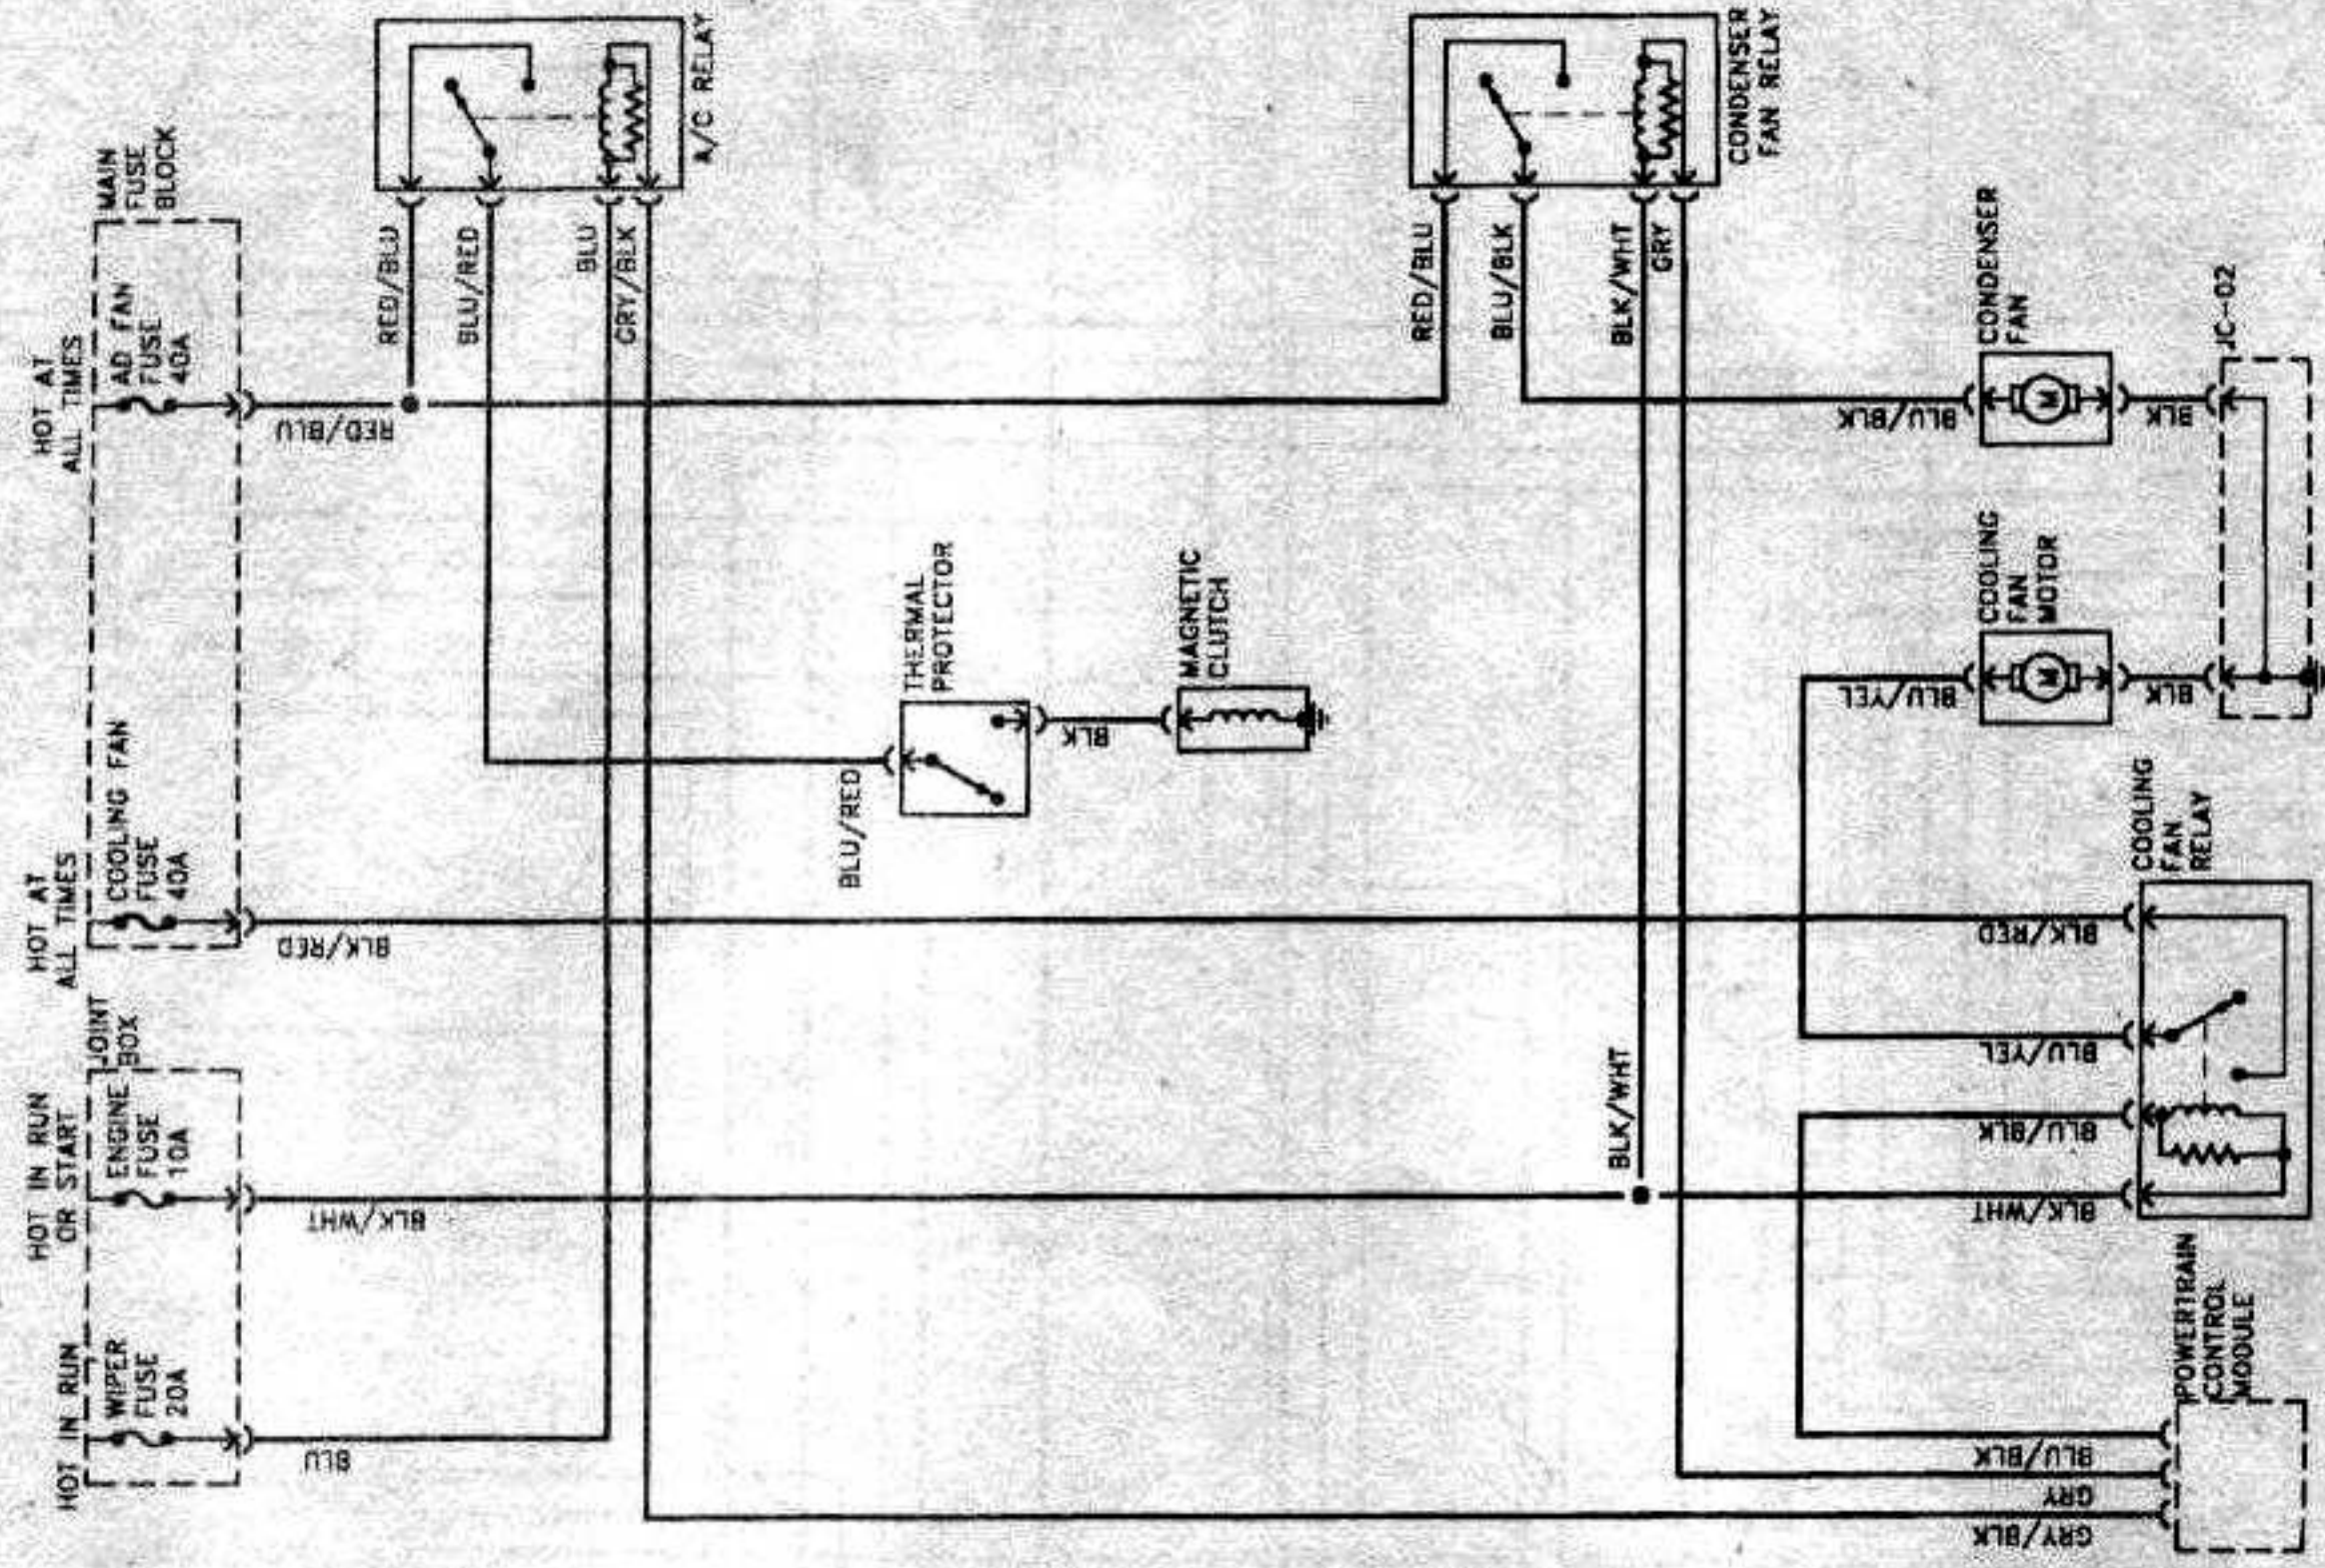 HOT IN RUN
WIPER
FUSE
20A
BLU
HOT IN RUN
OR START
ENGINE
FUSE
10A
JOINT
BOX
BLK/WHT
HOT AT
ALL TIMES
COOLING FAN
FUSE
40A
BLK/RED
HOT AT
ALL TIMES
AD FAN
FUSE
40A
MAIN
FUSE
BLOCK
RED/BLU
RED/BLU
BLU/RED
BLU
GRY/BLK
A/C RELAY
BLU/RED
THERMAL
PROTECTOR
BLK
MAGNETIC
CLUTCH
RED/BLU
BLU/BLK
BLK/WHT
GRY
CONDENSER
FAN RELAY
BLK/WHT
BLU/BLK
CONDENSER
FAN
BLK
JC-02
BLU/YEL
COOLING
FAN
MOTOR
BLK
BLK/RED
BLU/YEL
BLU/BLK
BLK/WHT
COOLING
FAN
RELAY
BLU/BLK
GRY
GRY/BLK
POWERTRAIN
CONTROL
MODULE
M
M